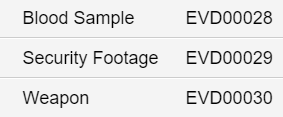 Blood Sample EVD00028
Security Footage EVD00029
Weapon EVD00030